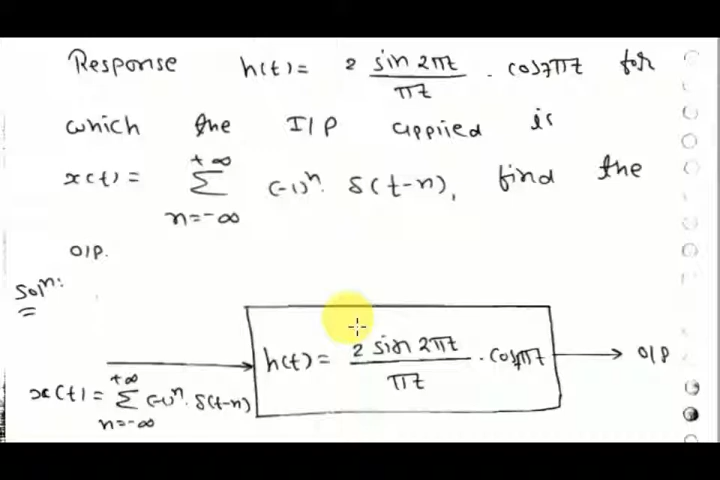 Response h(t) = 2 sin 2πt / πt . cos7πt for
which the I/P applied is
x(t) = +∞ Σ n=-∞ (-1)ⁿ. δ(t-n), find the
O/P.
Solⁿ:
h(t) = 2 sin 2πt / πt . cos7πt → O/P
x(t) = +∞ Σ n=-∞ (-1)ⁿ. δ(t-n)